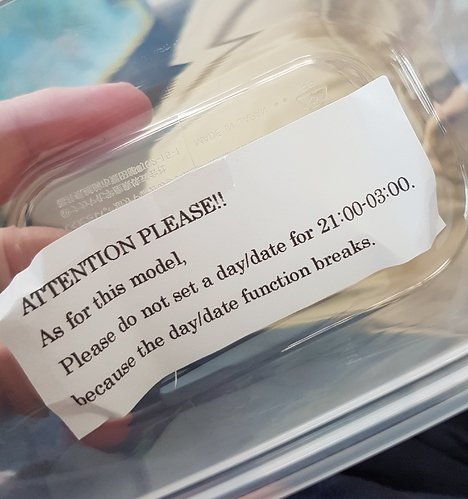 ATTENTION PLEASE!!
As for this model,
Please do not set a day/date for 21:00-03:00.
because the day/date function breaks.